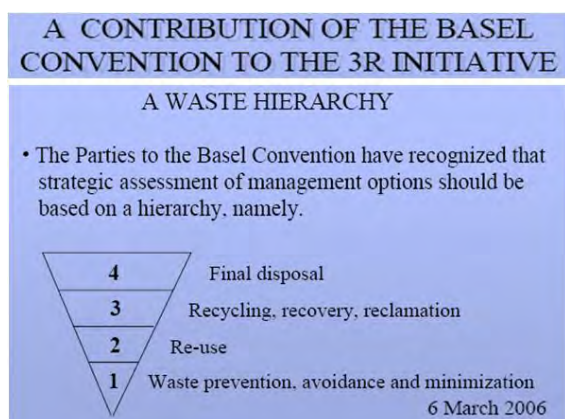 A CONTRIBUTION OF THE BASEL
CONVENTION TO THE 3R INITIATIVE
A WASTE HIERARCHY
• The Parties to the Basel Convention have recognized that
strategic assessment of management options should be
based on a hierarchy, namely.
4 Final disposal
3 Recycling, recovery, reclamation
2 Re-use
1 Waste prevention, avoidance and minimization
6 March 2006